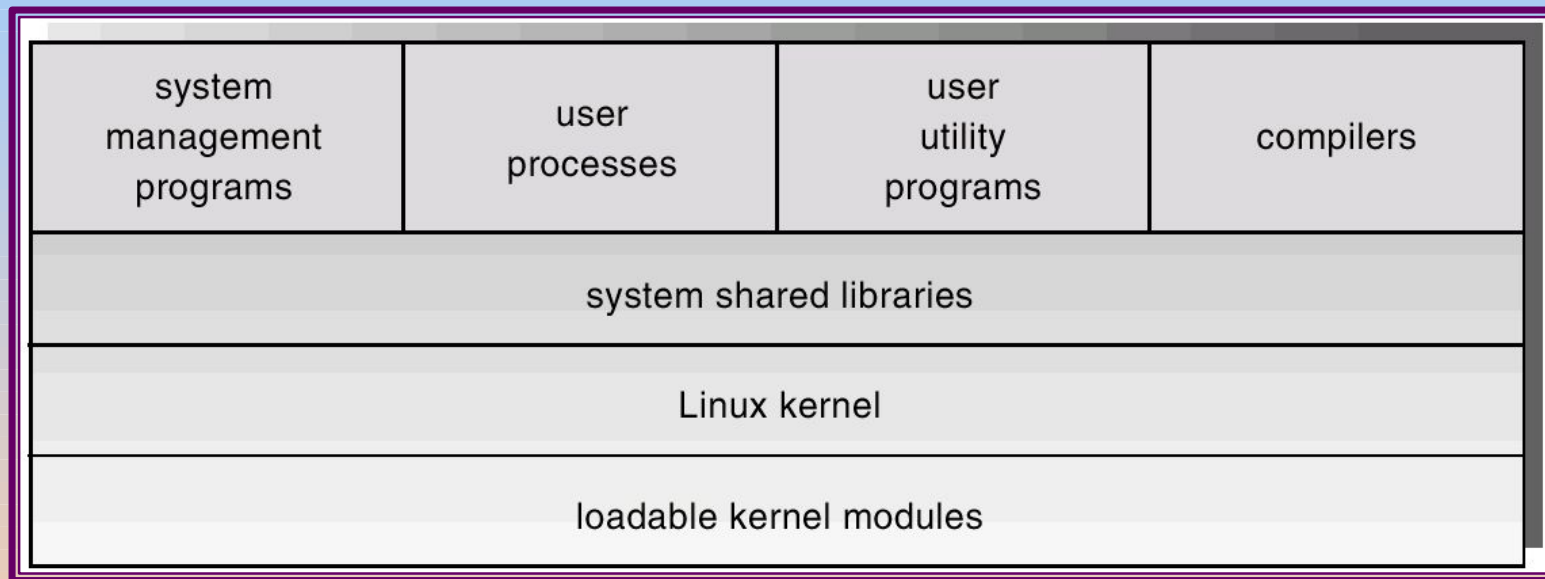 system
management
programs
user
processes
user
utility
programs
compilers
system shared libraries
Linux kernel
loadable kernel modules